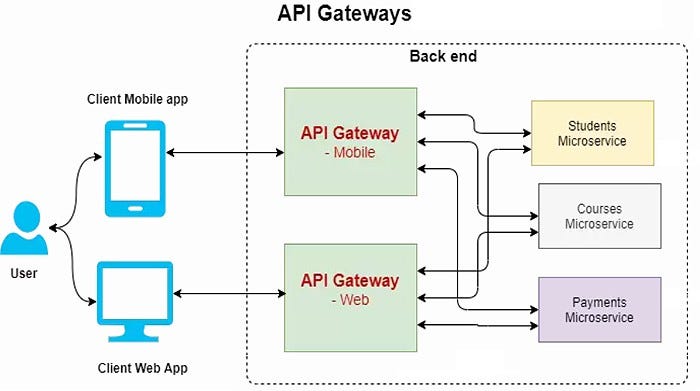 API Gateways
Back end
Client Mobile app
API Gateway
- Mobile
Students
Microservice
Courses
Microservice
User
API Gateway
- Web
Payments
Microservice
Client Web App